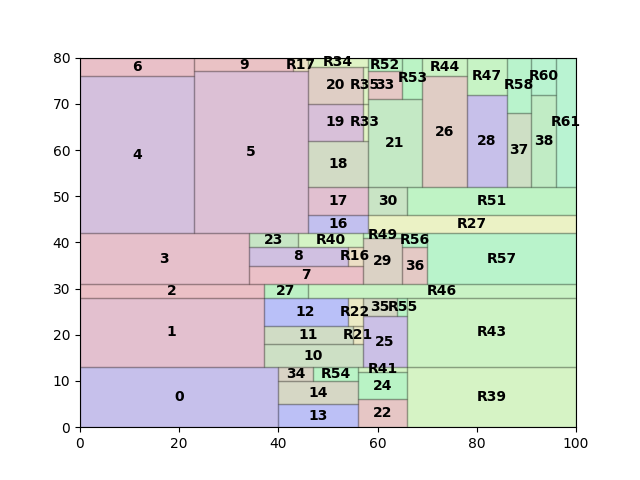 80
6 9 R17 R34 R52 R53 R44 R47 R58 R60
20 R35 33
70
19 R33 26 28 37 38 R61
4 5 18 21
60
50
17 30 R51
16 R27
40
23 R40 R49 R56
3 8 R16 29 36 R57
7
30
2 27 R46
12 R22 35 R55
1 11 R21 R43
20
10 25
34 R54 R41
10
0 14 24 R39
13 22
0
0 20 40 60 80 100